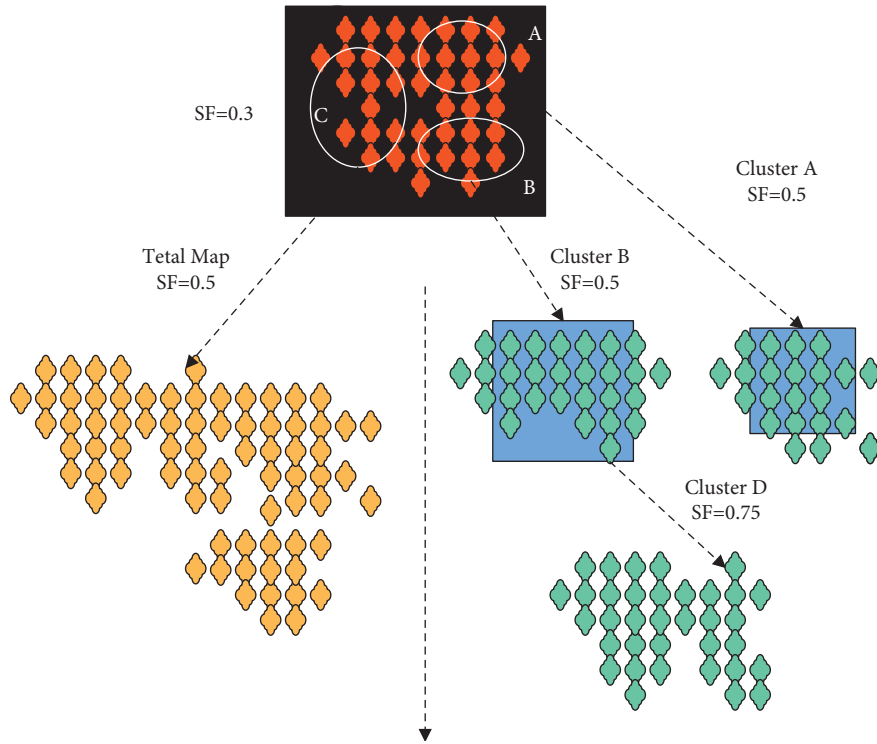 A
C
SF=0.3
B
Cluster A
SF=0.5
Tetal Map
SF=0.5
Cluster B
SF=0.5
Cluster D
SF=0.75